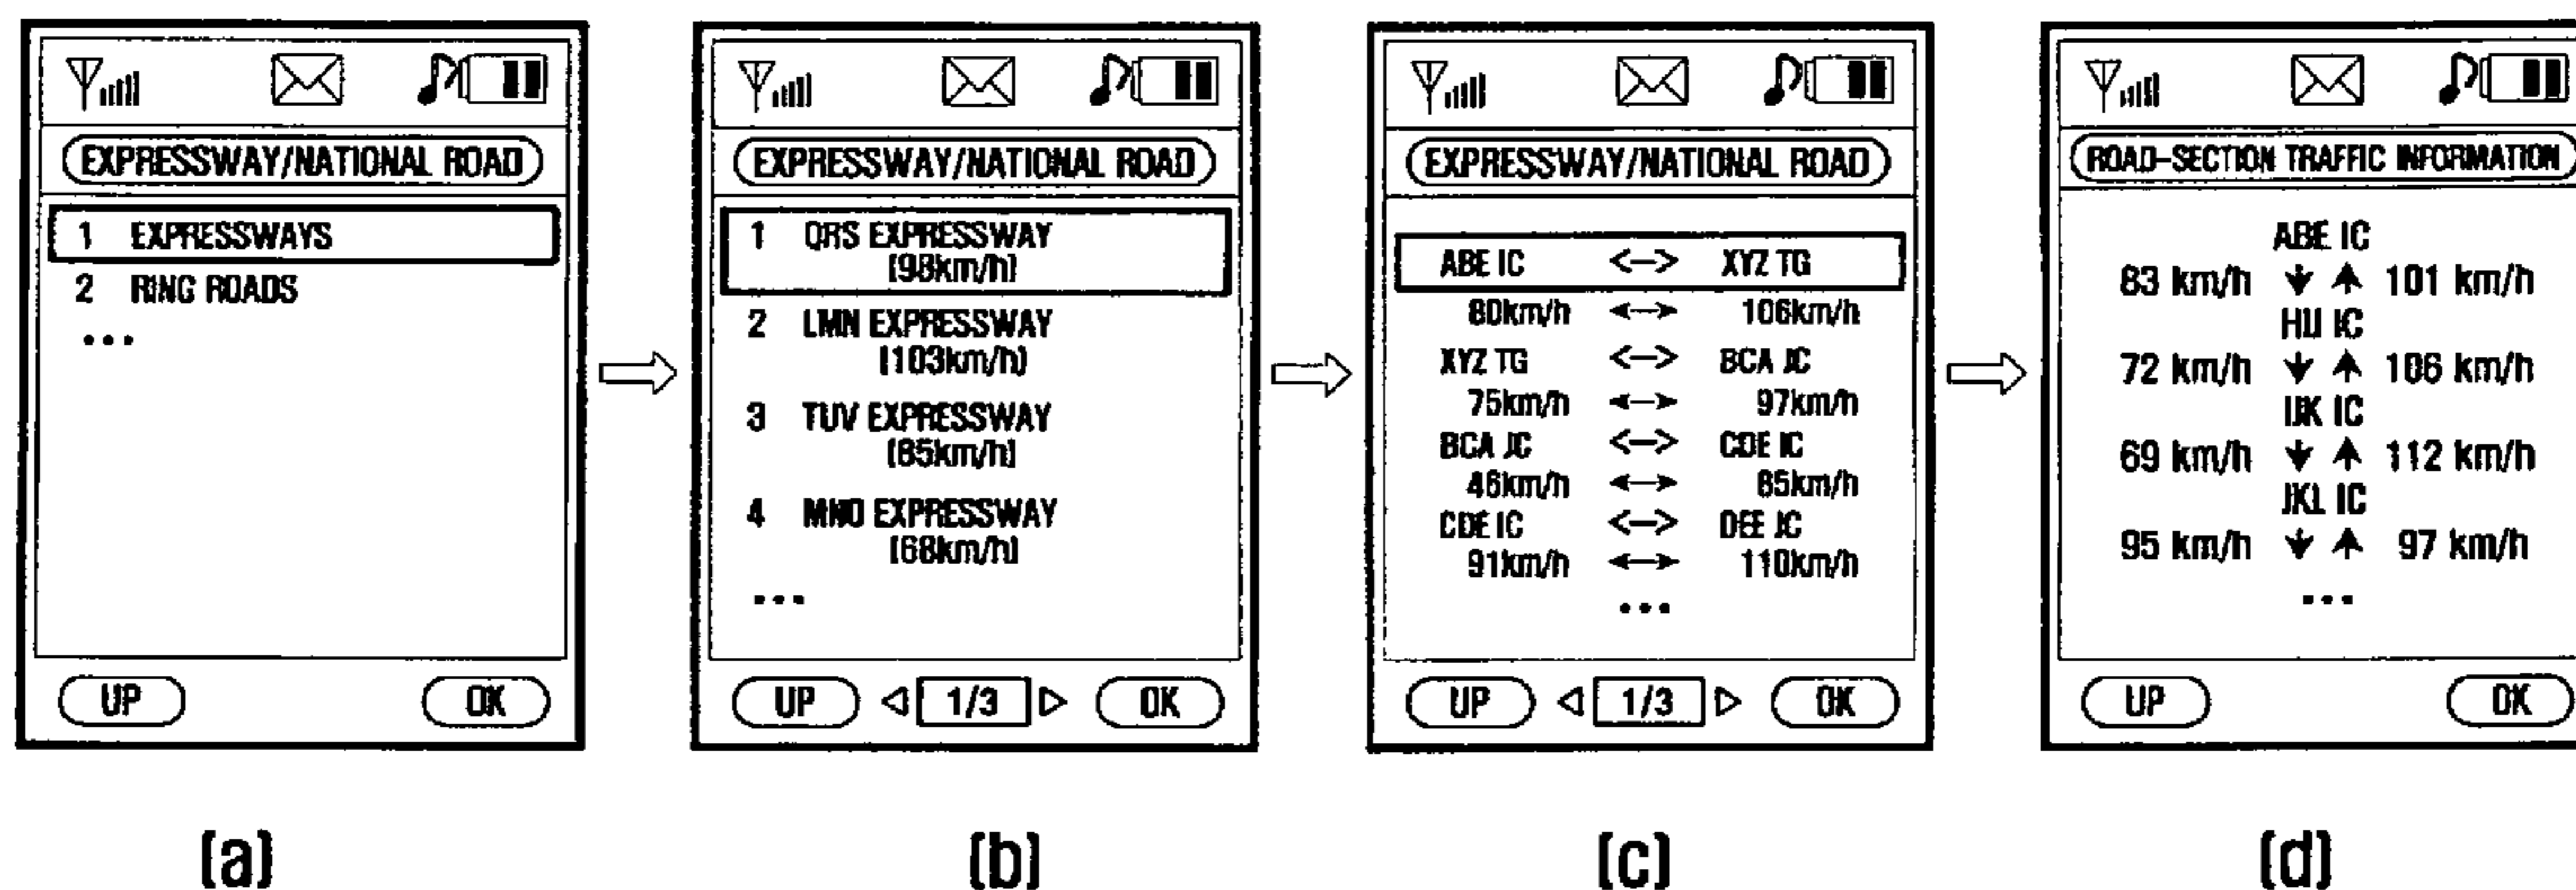 EXPRESSWAY/NATIONAL ROAD
1 EXPRESSWAYS
2 RING ROADS
...
UP OK
[a]
EXPRESSWAY/NATIONAL ROAD
1 QRS EXPRESSWAY
[98km/h]
2 LMN EXPRESSWAY
[103km/h]
3 TUV EXPRESSWAY
[85km/h]
4 MNO EXPRESSWAY
[68km/h]
...
UP 1/3 OK
[b]
EXPRESSWAY/NATIONAL ROAD
ABE IC <--> XYZ TG
80km/h 106km/h
XYZ TG <--> BCA JC
75km/h 97km/h
BCA JC <--> CDE IC
46km/h 85km/h
CDE IC <--> DEE JC
91km/h 110km/h
...
UP 1/3 OK
[c]
ROAD-SECTION TRAFFIC INFORMATION
ABE IC
83 km/h 101 km/h
HIJ IC
72 km/h 106 km/h
IJK IC
69 km/h 112 km/h
JKL IC
95 km/h 97 km/h
...
UP OK
[d]